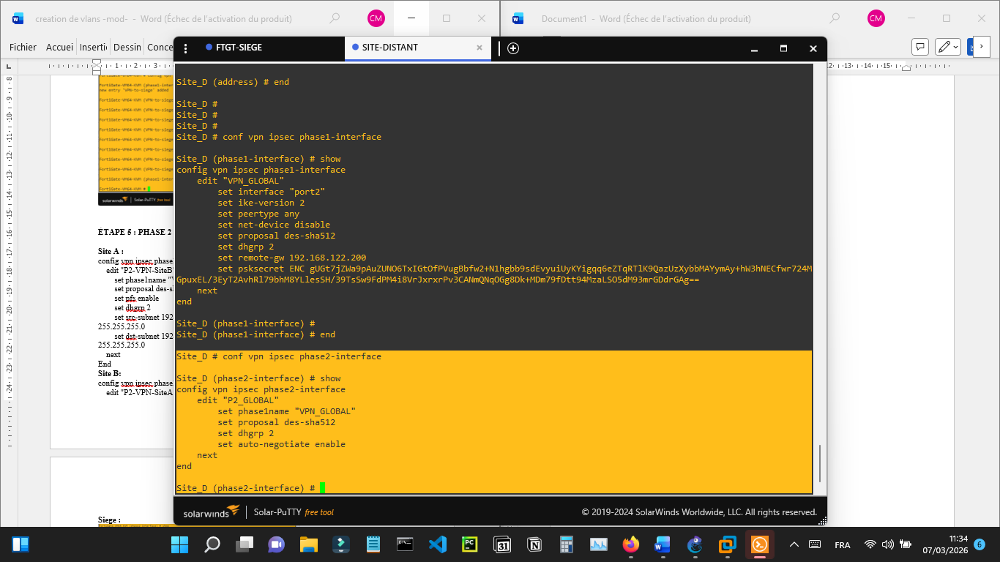 creation de vlans -mod- - Word (Échec de l'activation du produit)
CM
Document1 - Word (Échec de l'activation du produit)
CM
Fichier Accueil Insertic Dessin Conce
FTGT-SIEGE
SITE-DISTANT
Site_D (address) # end
Site_D #
Site_D #
Site_D #
Site_D # conf vpn ipsec phase1-interface
Site_D (phase1-interface) # show
config vpn ipsec phase1-interface
edit "VPN_GLOBAL"
set interface "port2"
set ike-version 2
set peertype any
set net-device disable
set proposal des-sha512
set dhgrp 2
set remote-gw 192.168.122.200
set psksecret ENC gUGt7jZWa9pAuZUNO6TxIGtOfPVugBbfw2+N1hgbb9sdEvyuiUyKYigqq6eZTqRTlK9QazUzXybbMAYymAy+hW3hNECfwr724M
GpuxEL/3EyT2AvhRl79bhM8YLlesSH/39TsSw9FdPM4i8VrJxrxrPv3CANmQNqOGg8Dk+MDm79fDtt94MzaLSO5dM93mrGDdrGAg==
next
end
Site_D (phase1-interface) #
Site_D (phase1-interface) # end
Site_D # conf vpn ipsec phase2-interface
Site_D (phase2-interface) # show
config vpn ipsec phase2-interface
edit "P2_GLOBAL"
set phase1name "VPN_GLOBAL"
set proposal des-sha512
set dhgrp 2
set auto-negotiate enable
next
end
Site_D (phase2-interface) #
solarwinds Solar-PuTTY free tool
© 2019-2024 SolarWinds Worldwide, LLC. All rights reserved.
ÉTAPE 5 : PHASE 2
Site A :
config vpn ipsec phase
edit "P2-VPN-SiteB"
set phase1name "V
set proposal des-s
set pfs enable
set dhgrp 2
set src-subnet 192
255.255.255.0
set dst-subnet 192
255.255.255.0
next
End
Site B:
config vpn ipsec phase
edit "P2-VPN-SiteA
Siege :
FRA
11:34
07/03/2026
6